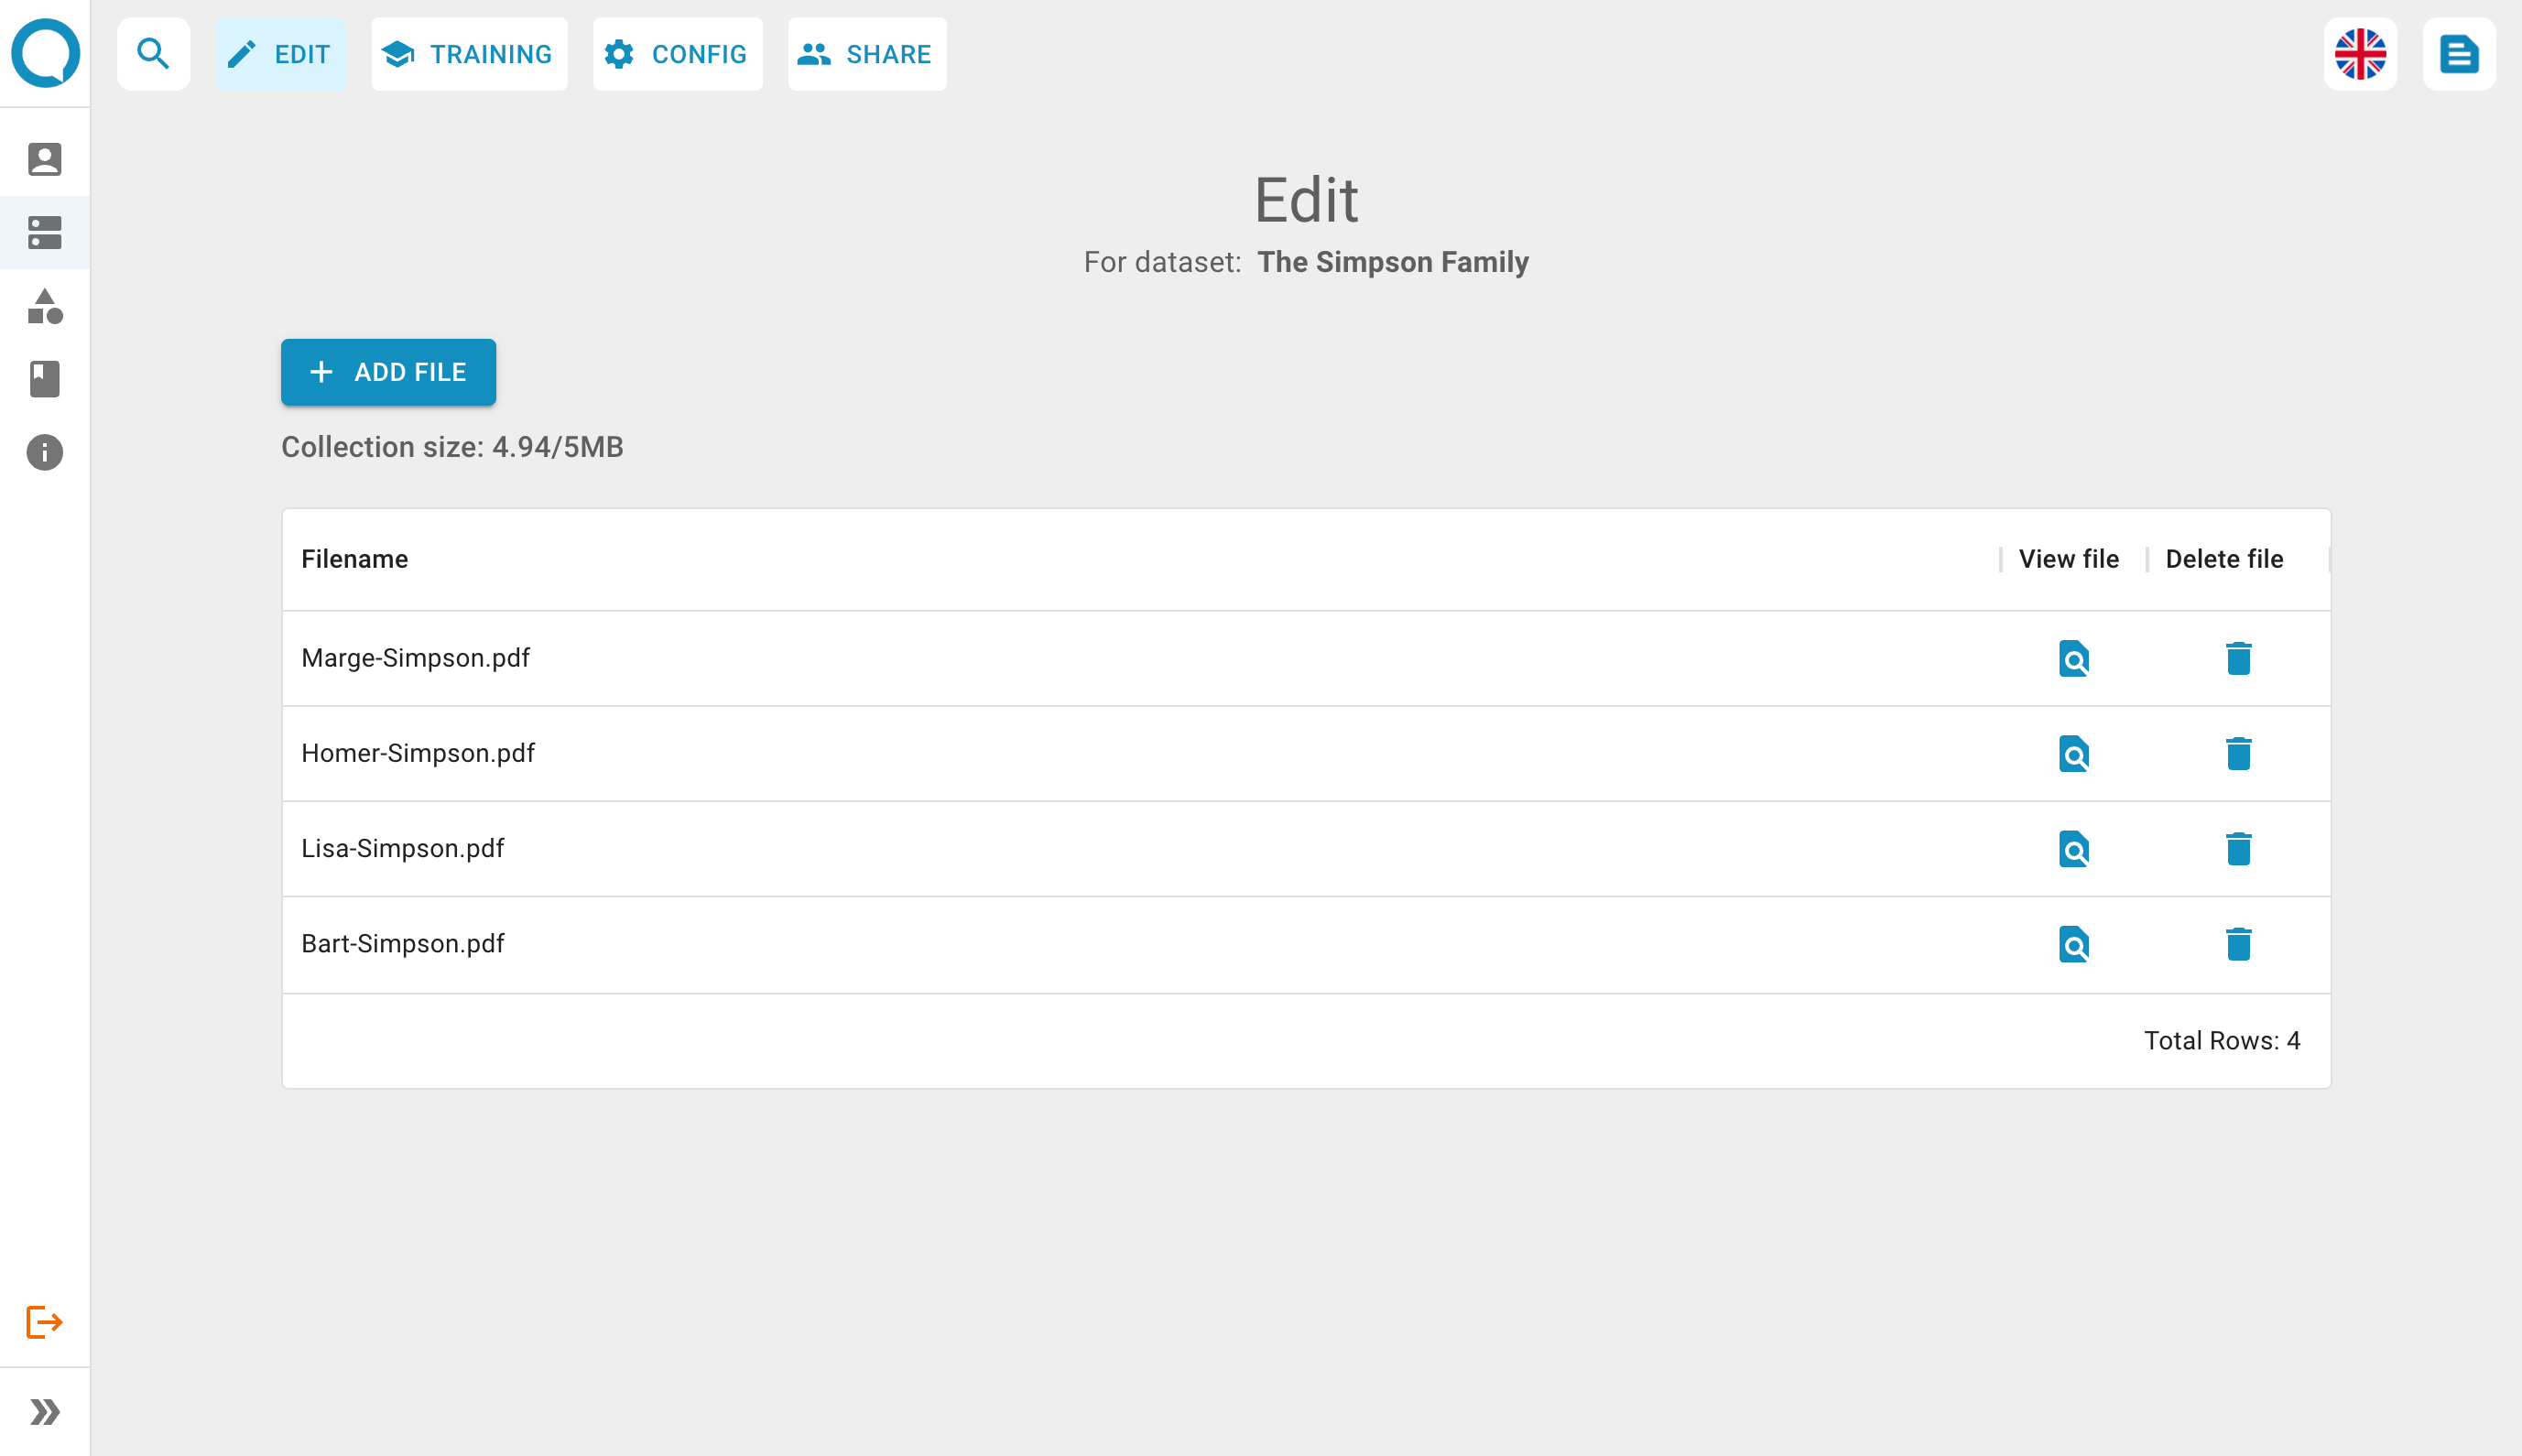 EDIT TRAINING CONFIG SHARE
Edit
For dataset: The Simpson Family
ADD FILE
Collection size: 4.94/5MB
Filename View file Delete file
Marge-Simpson.pdf
Homer-Simpson.pdf
Lisa-Simpson.pdf
Bart-Simpson.pdf
Total Rows: 4